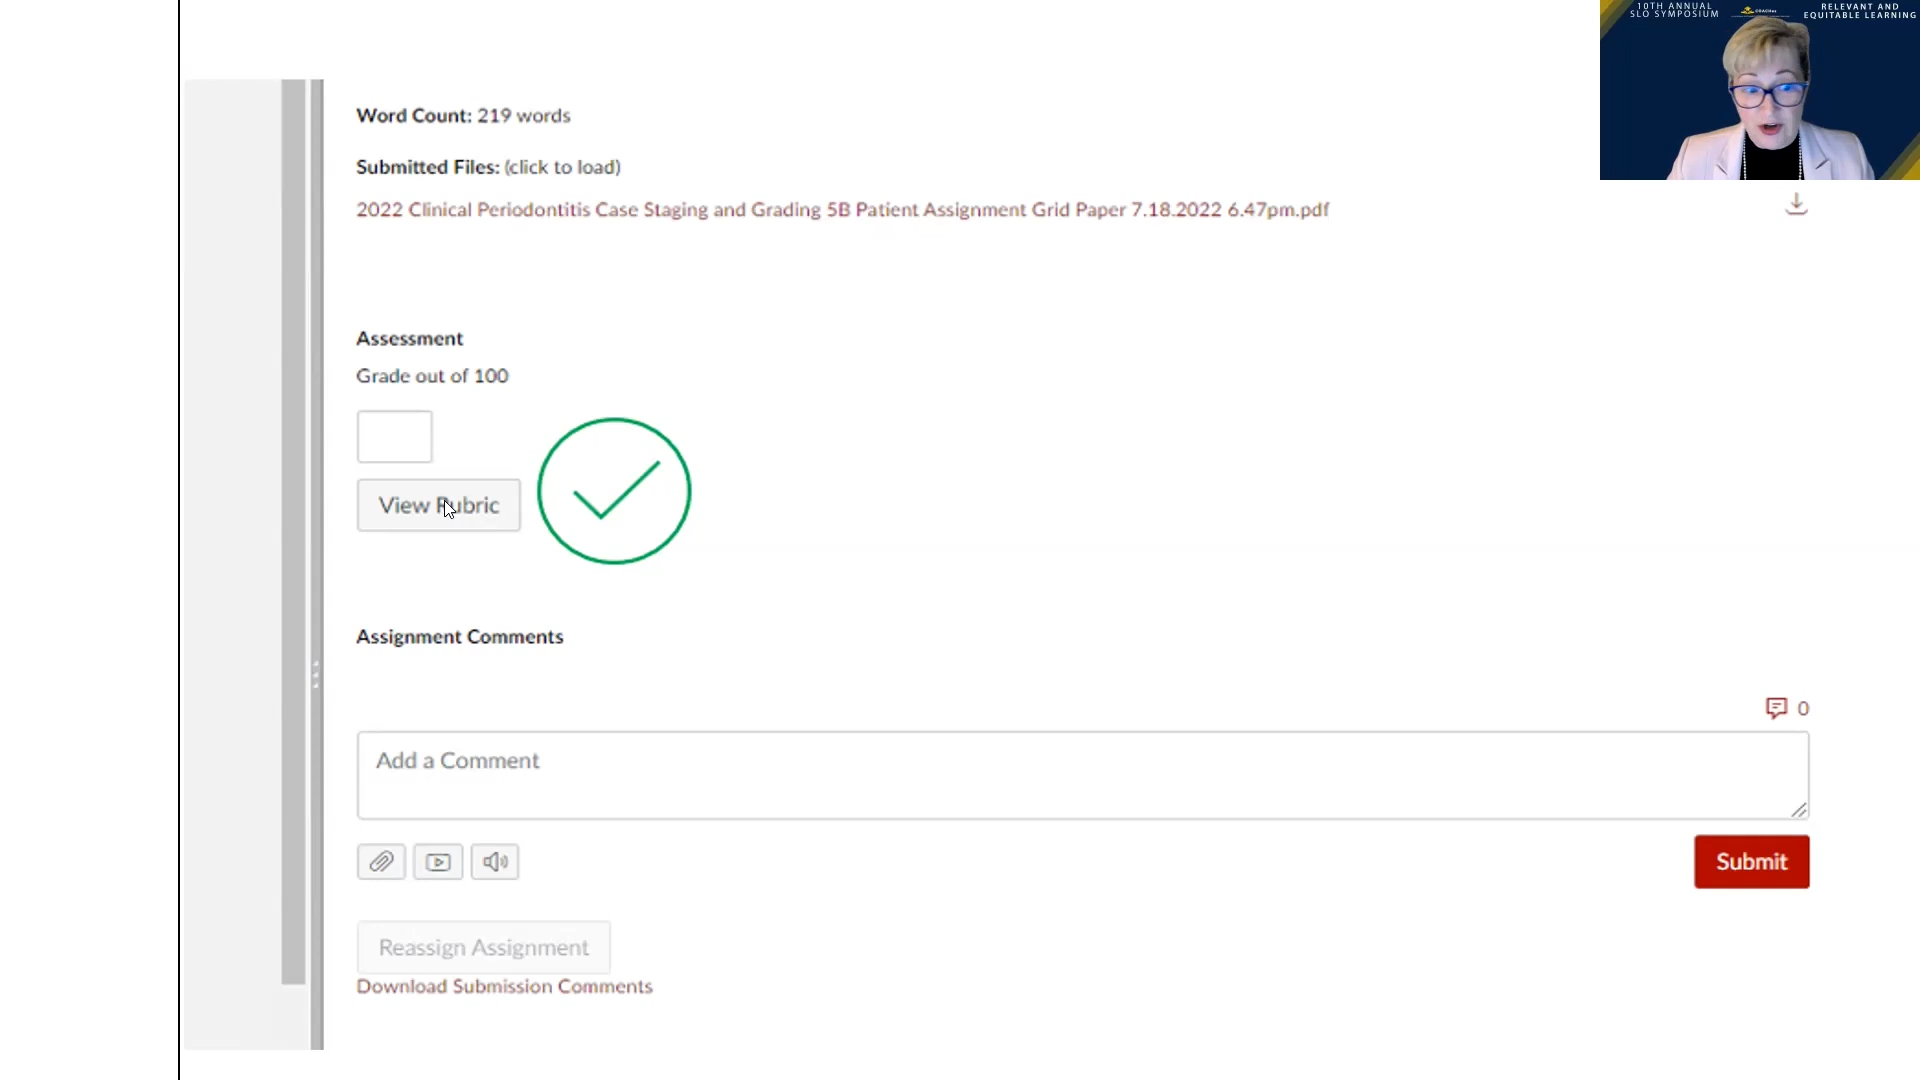 10TH ANNUAL
SLO SYMPOSIUM
COACHes
RELEVANT AND
EQUITABLE LEARNING
Word Count: 219 words
Submitted Files: (click to load)
2022 Clinical Periodontitis Case Staging and Grading 5B Patient Assignment Grid Paper 7.18.2022 6.47pm.pdf
Assessment
Grade out of 100
View Rubric
Assignment Comments
0
Add a Comment
Submit
Reassign Assignment
Download Submission Comments